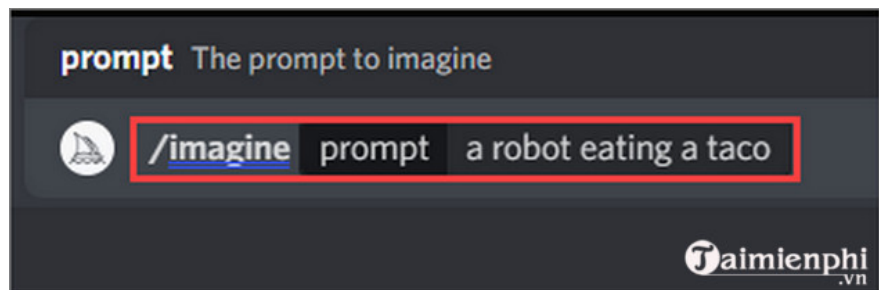 prompt The prompt to imagine
/imagine prompt a robot eating a taco
Taimienphi
.vn